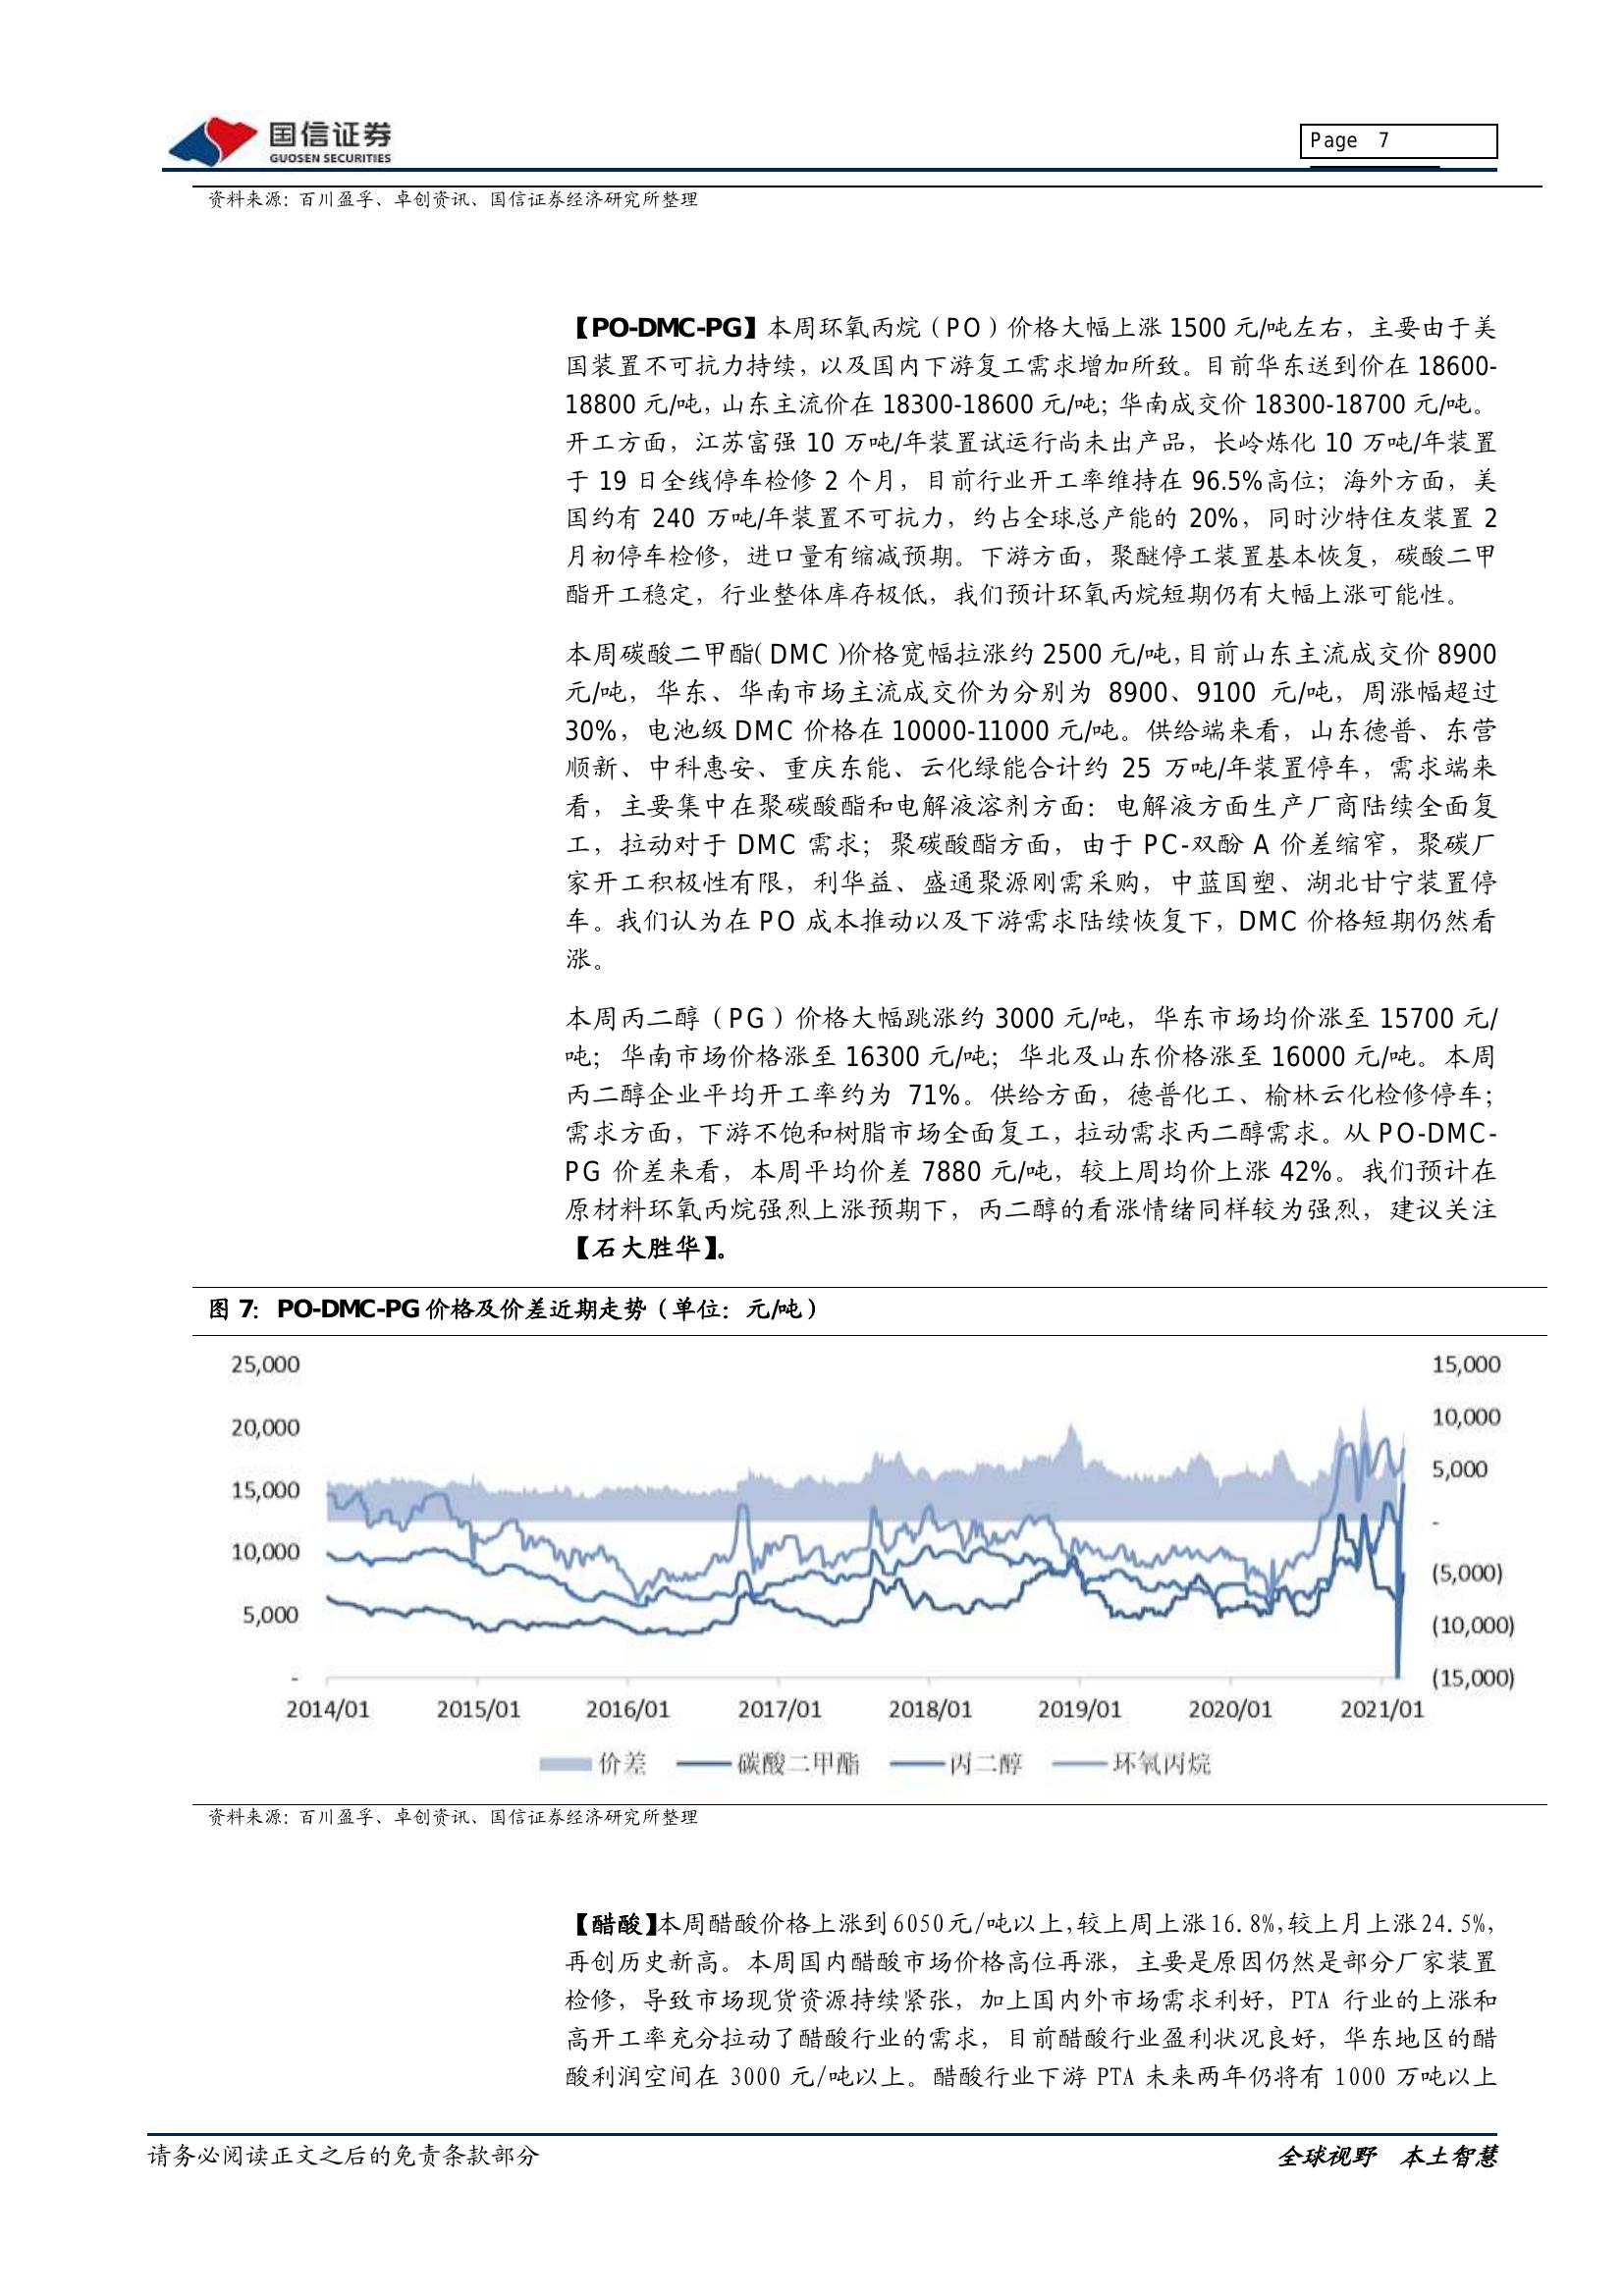 国信证券
GUOSEN SECURITIES
Page 7
资料来源：百川盈孚、卓创资讯、国信证券经济研究所整理
【PO-DMC-PG】本周环氧丙烷（PO）价格大幅上涨 1500 元/吨左右，主要由于美
国装置不可抗力持续，以及国内下游复工需求增加所致。目前华东送到价在 18600-
18800 元/吨，山东主流价在 18300-18600 元/吨；华南成交价 18300-18700 元/吨。
开工方面，江苏富强 10 万吨/年装置试运行尚未出产品，长岭炼化 10 万吨/年装置
于 19 日全线停车检修 2 个月，目前行业开工率维持在 96.5%高位；海外方面，美
国约有 240 万吨/年装置不可抗力，约占全球总产能的 20%，同时沙特住友装置 2
月初停车检修，进口量有缩减预期。下游方面，聚醚停工装置基本恢复，碳酸二甲
酯开工稳定，行业整体库存极低，我们预计环氧丙烷短期仍有大幅上涨可能性。
本周碳酸二甲酯（DMC）价格宽幅拉涨约 2500 元/吨，目前山东主流成交价 8900
元/吨，华东、华南市场主流成交价为分别为 8900、9100 元/吨，周涨幅超过
30%，电池级 DMC 价格在 10000-11000 元/吨。供给端来看，山东德普、东营
顺新、中科惠安、重庆东能、云化绿能合计约 25 万吨/年装置停车，需求端来
看，主要集中在聚碳酸酯和电解液溶剂方面：电解液方面生产厂商陆续全面复
工，拉动对于 DMC 需求；聚碳酸酯方面，由于 PC-双酚 A 价差缩窄，聚碳厂
家开工积极性有限，利华益、盛通聚源刚需采购，中蓝国塑、湖北甘宁装置停
车。我们认为在 PO 成本推动以及下游需求陆续恢复下，DMC 价格短期仍然看
涨。
本周丙二醇（PG）价格大幅跳涨约 3000 元/吨，华东市场均价涨至 15700 元/
吨；华南市场价格涨至 16300 元/吨；华北及山东价格涨至 16000 元/吨。本周
丙二醇企业平均开工率约为 71%。供给方面，德普化工、榆林云化检修停车；
需求方面，下游不饱和树脂市场全面复工，拉动需求丙二醇需求。从 PO-DMC-
PG 价差来看，本周平均价差 7880 元/吨，较上周均价上涨 42%。我们预计在
原材料环氧丙烷强烈上涨预期下，丙二醇的看涨情绪同样较为强烈，建议关注
【石大胜华】。
图 7：PO-DMC-PG 价格及价差近期走势（单位：元/吨）
25,000 15,000
20,000 10,000
15,000 5,000
10,000 -
5,000 (5,000)
- (10,000)
(15,000)
2014/01 2015/01 2016/01 2017/01 2018/01 2019/01 2020/01 2021/01
价差 碳酸二甲酯 丙二醇 环氧丙烷
资料来源：百川盈孚、卓创资讯、国信证券经济研究所整理
【醋酸】本周醋酸价格上涨到 6050 元/吨以上，较上周上涨 16.8%，较上月上涨 24.5%，
再创历史新高。本周国内醋酸市场价格高位再涨，主要是原因仍然是部分厂家装置
检修，导致市场现货资源持续紧张，加上国内外市场需求利好，PTA 行业的上涨和
高开工率充分拉动了醋酸行业的需求，目前醋酸行业盈利状况良好，华东地区的醋
酸利润空间在 3000 元/吨以上。醋酸行业下游 PTA 未来两年仍将有 1000 万吨以上
请务必阅读正文之后的免责条款部分
全球视野 本土智慧